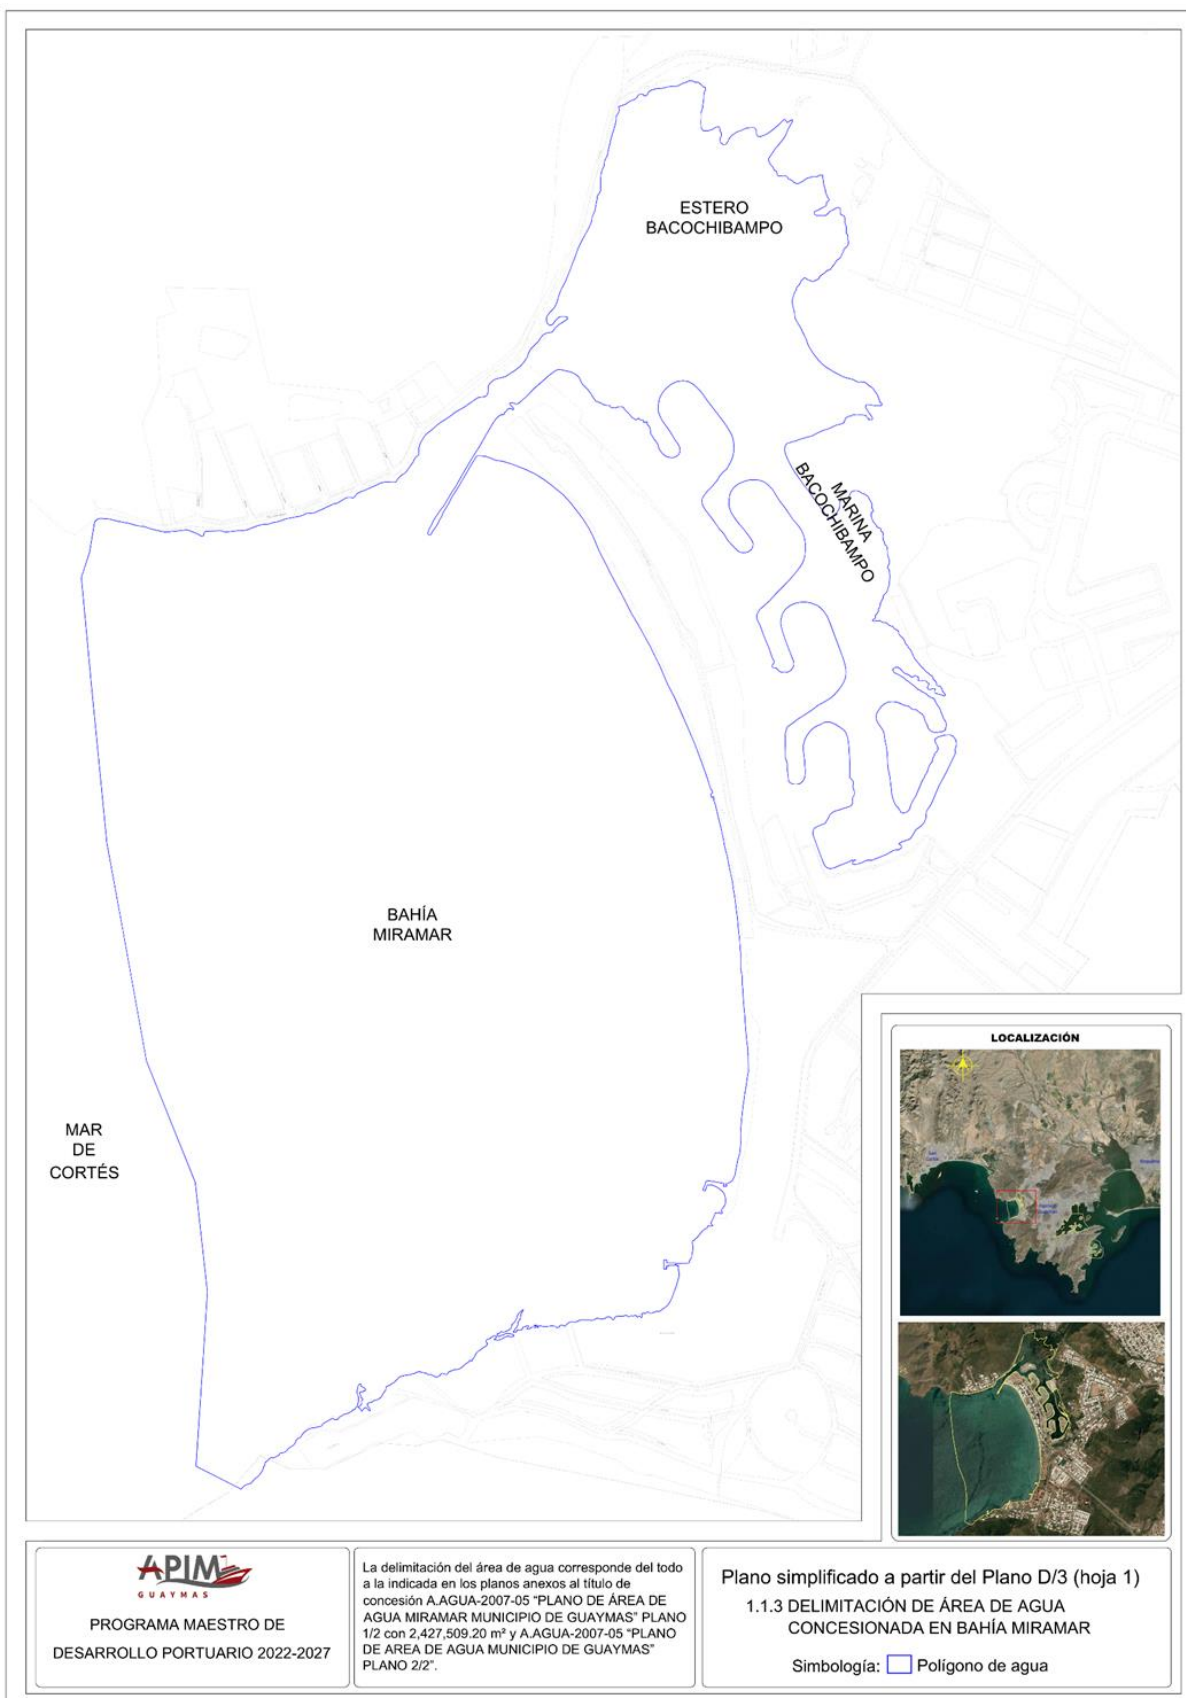 ESTERO
BACOCHIBAMPO
MARINA
BACOCHIBAMPO
BAHÍA
MIRAMAR
MAR
DE
CORTÉS
LOCALIZACIÓN
APIM
GUAYMAS
PROGRAMA MAESTRO DE
DESARROLLO PORTUARIO 2022-2027
La delimitación del área de agua corresponde del todo
a la indicada en los planos anexos al título de
concesión A.AGUA-2007-05 “PLANO DE ÁREA DE
AGUA MIRAMAR MUNICIPIO DE GUAYMAS” PLANO
1/2 con 2,427,509.20 m² y A.AGUA-2007-05 “PLANO
DE AREA DE AGUA MUNICIPIO DE GUAYMAS”
PLANO 2/2”.
Plano simplificado a partir del Plano D/3 (hoja 1)
1.1.3 DELIMITACIÓN DE ÁREA DE AGUA
CONCESIONADA EN BAHÍA MIRAMAR
Simbología: Polígono de agua